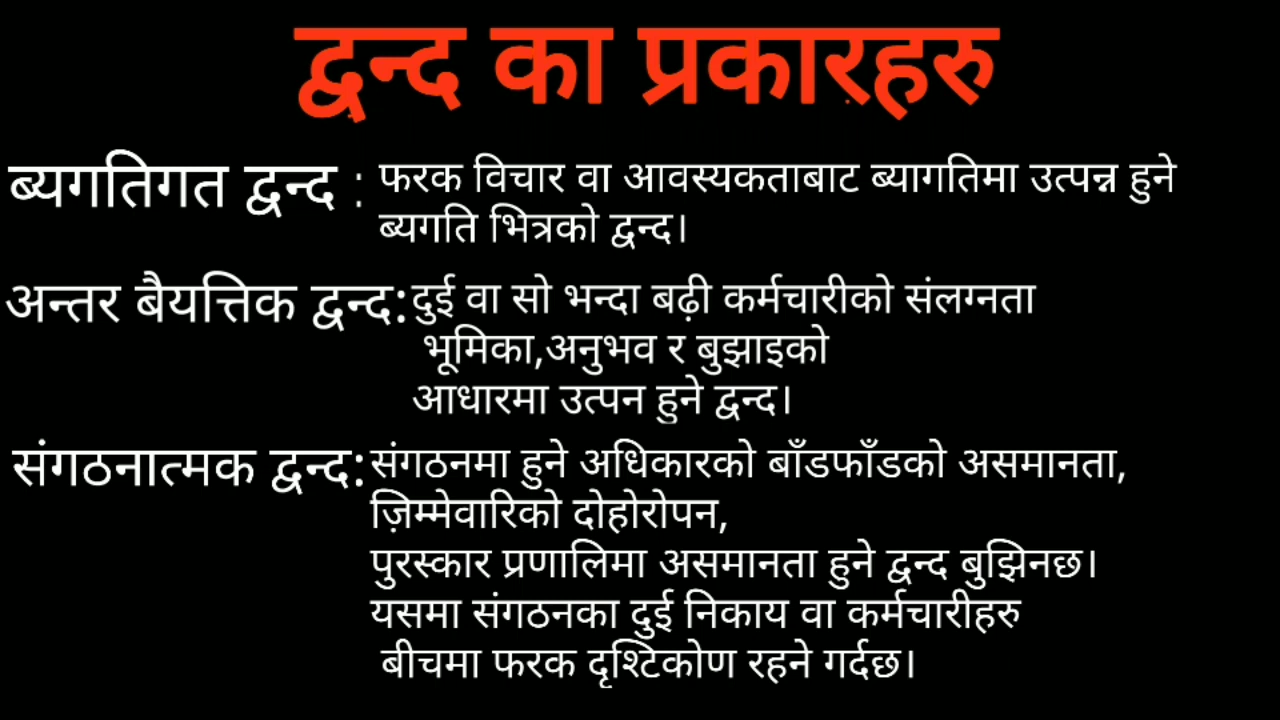 द्वन्द का प्रकारहरु
ब्यगतिगत द्वन्द : फरक विचार वा आवस्यकताबाट ब्यागतिमा उत्पन्न हुने
ब्यगति भित्रको द्वन्द।
अन्तर बैयत्तिक द्वन्द:दुई वा सो भन्दा बढ़ी कर्मचारीको संलग्नता
भूमिका,अनुभव र बुझाइको
आधारमा उत्पन हुने द्वन्द।
संगठनात्मक द्वन्द:संगठनमा हुने अधिकारको बाँडफाँडको असमानता,
ज़िम्मेवारिको दोहोरोपन,
पुरस्कार प्रणालिमा असमानता हुने द्वन्द बुझिनछ।
यसमा संगठनका दुई निकाय वा कर्मचारीहरु
बीचमा फरक दृश्टिकोण रहने गर्दछ।